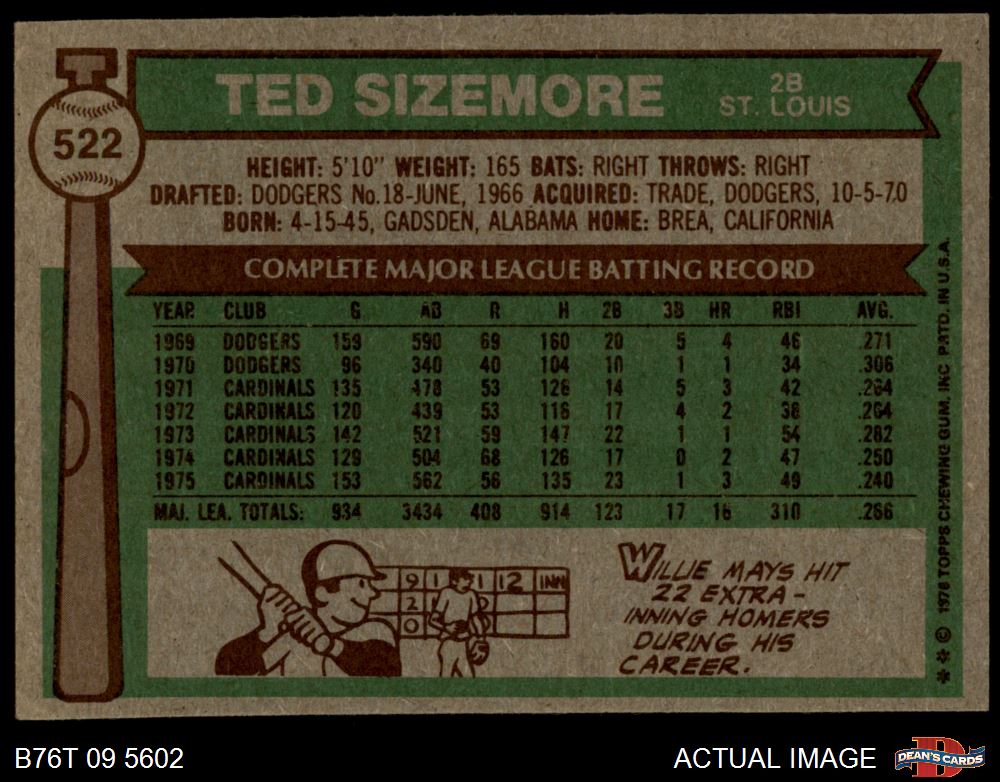 TED SIZEMORE
2B
ST. LOUIS
522
HEIGHT: 5'10" WEIGHT: 165 BATS: RIGHT THROWS: RIGHT
DRAFTED: DODGERS No.18-JUNE, 1966 ACQUIRED: TRADE, DODGERS, 10-5-70
BORN: 4-15-45, GADSDEN, ALABAMA HOME: BREA, CALIFORNIA
COMPLETE MAJOR LEAGUE BATTING RECORD
YEAR CLUB G AB R H 2B 3B HR RBI AVG.
1969 DODGERS 159 590 69 160 20 5 4 46 .271
1970 DODGERS 96 340 40 104 10 1 1 34 .306
1971 CARDINALS 135 478 53 126 14 5 3 42 .264
1972 CARDINALS 120 439 53 116 17 4 2 38 .264
1973 CARDINALS 142 521 59 147 22 1 1 54 .282
1974 CARDINALS 129 504 68 126 17 0 2 47 .250
1975 CARDINALS 153 562 56 135 23 1 3 49 .240
MAJ. LEA. TOTALS: 934 3434 408 914 123 17 16 310 .266
9 1 1 12 INN
2
0
WILLIE MAYS HIT
22 EXTRA-
INNING HOMERS
DURING HIS
CAREER.
** © 1976 TOPPS CHEWING GUM, INC PRTD. IN U.S.A.
B76T 09 5602
ACTUAL IMAGE
D
DEAN'S CARDS